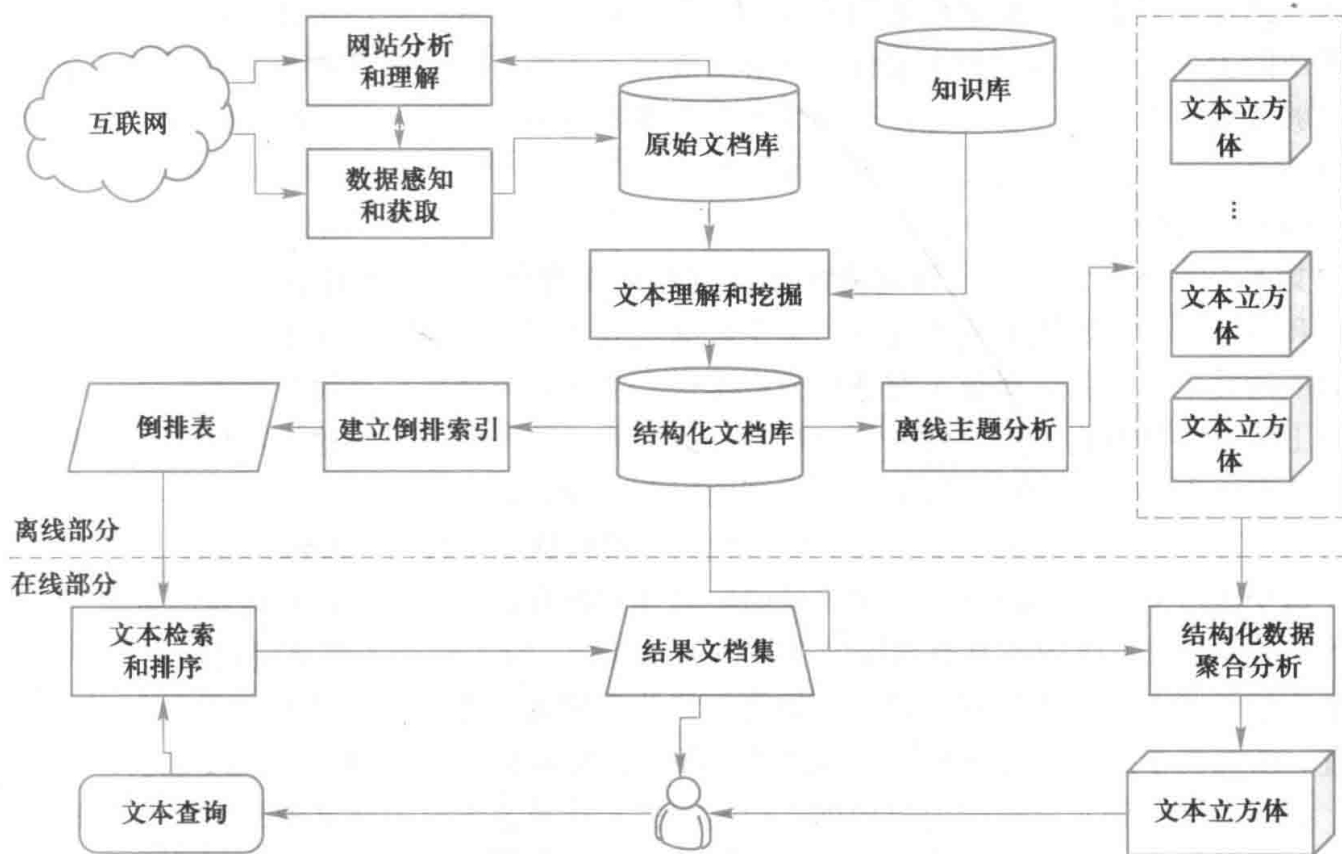 网站分析
和理解
互联网
数据感知
和获取
原始文档库
知识库
文本立方
体
...
文本理解和挖掘
文本立方
体
倒排表
建立倒排索引
结构化文档库
离线主题分析
文本立方
体
离线部分
在线部分
文本检索
和排序
结果文档集
结构化数据
聚合分析
文本查询
文本立方体